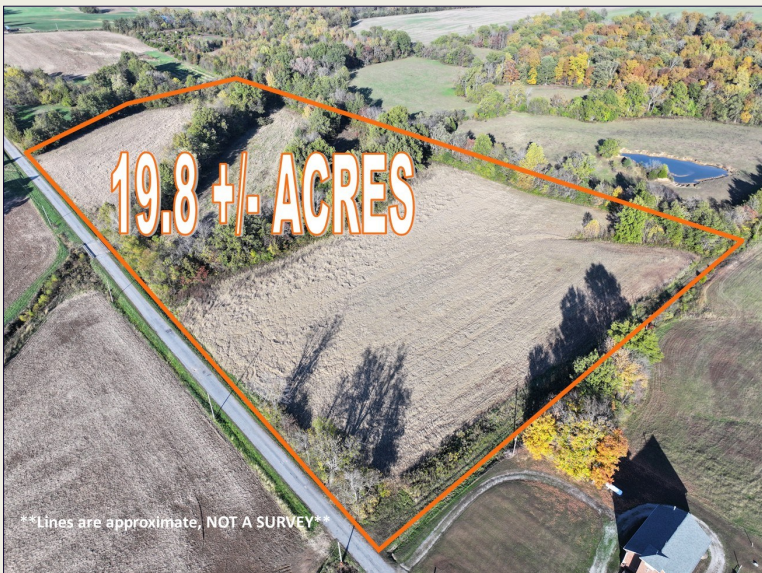 19.8 +/- ACRES
**Lines are approximate, NOT A SURVEY**